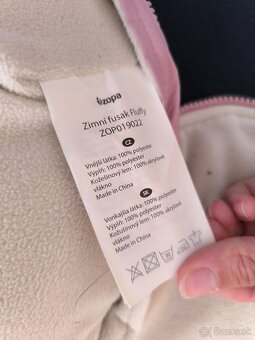 zopa
Zimní fusak Fluffy
ZOP019022
CZ
Vnější látka: 100% polyester
Výplň: 100% polyester
Kožešinový lem: 100% akrylové
vlákno
Made in China
SK
Vonkajšia látka: 100% polyester
Výplň: 100% polyester
Kožušinový lem: 100% akrylové
vlákno
Made in China
bazos.sk